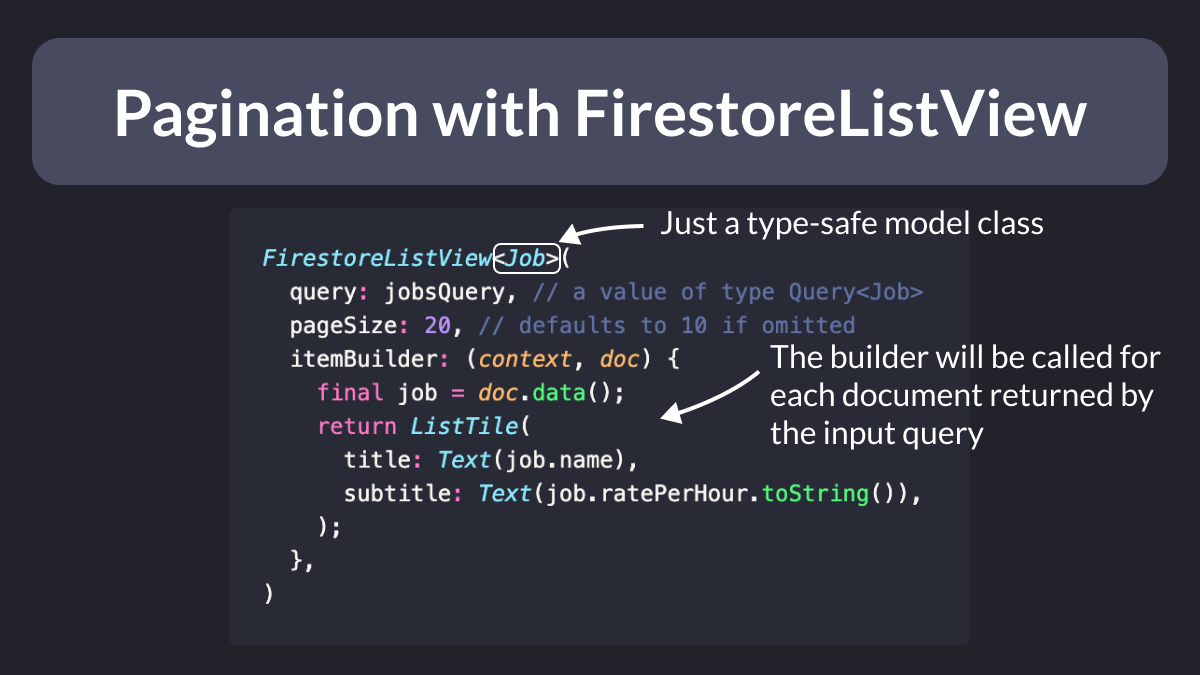 Pagination with FirestoreListView
Just a type-safe model class
FirestoreListView<Job>(
query: jobsQuery, // a value of type Query<Job>
pageSize: 20, // defaults to 10 if omitted
itemBuilder: (context, doc) {
final job = doc.data();
return ListTile(
title: Text(job.name),
subtitle: Text(job.ratePerHour.toString()),
);
},
)
The builder will be called for
each document returned by
the input query